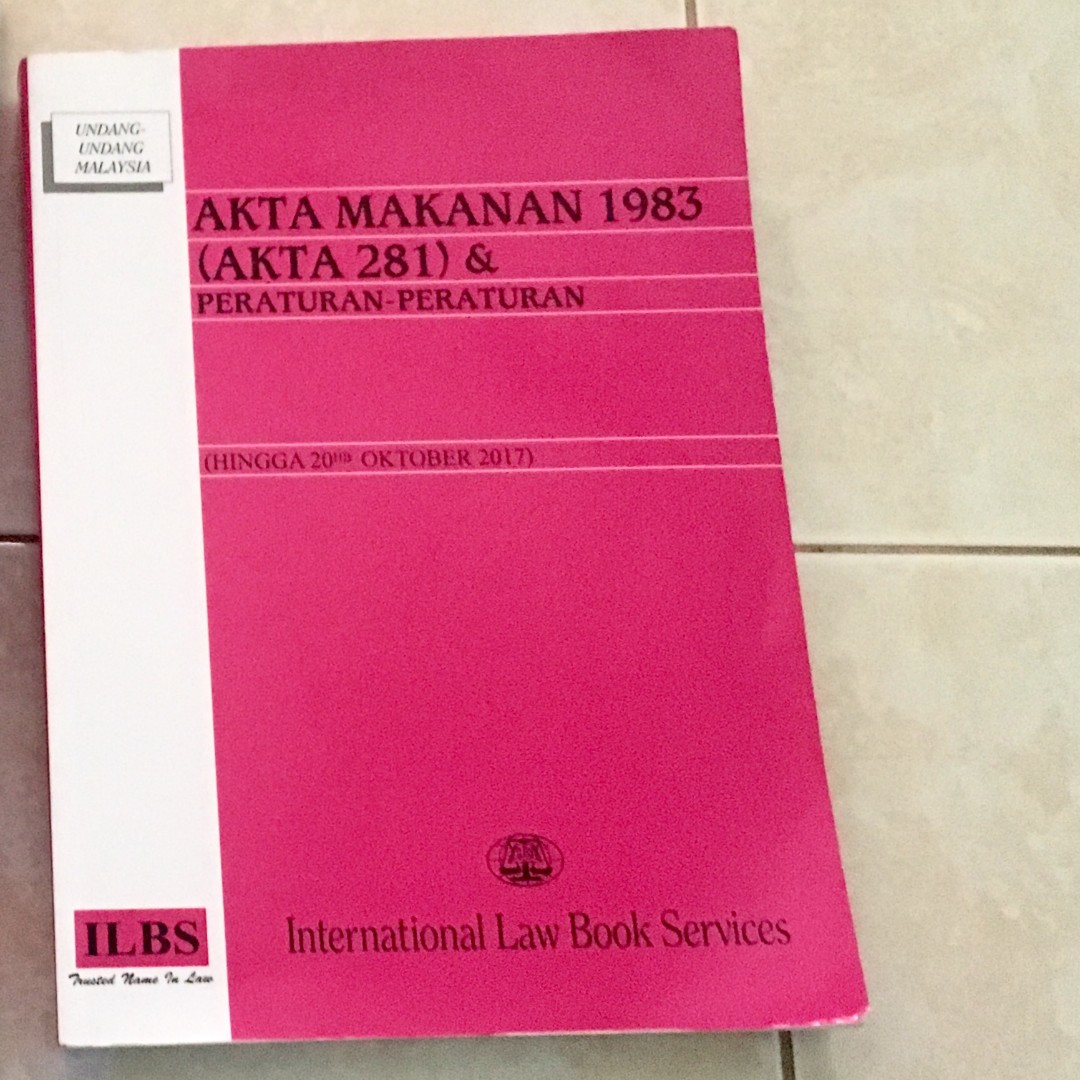 UNDANG-
UNDANG
MALAYSIA
AKTA MAKANAN 1983
(AKTA 281) &
PERATURAN-PERATURAN
(HINGGA 20HB OKTOBER 2017)
ILBS
Trusted Name In Law
International Law Book Services